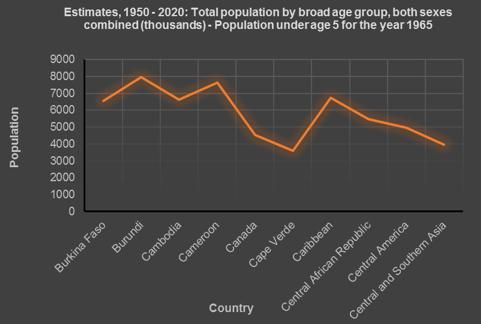 Estimates, 1950 - 2020: Total population by broad age group, both sexes
combined (thousands) - Population under age 5 for the year 1965
Population
9000
8000
7000
6000
5000
4000
3000
2000
1000
0
Burkina Faso
Burundi
Cambodia
Cameroon
Canada
Cape Verde
Caribbean
Central African Republic
Central America
Central and Southern Asia
Country